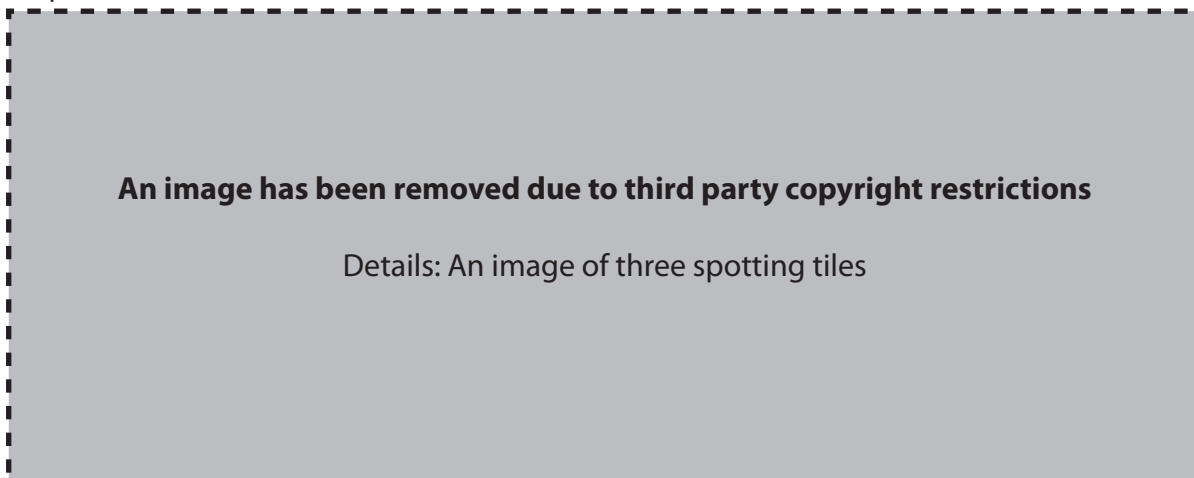 An image has been removed due to third party copyright restrictions
Details: An image of three spotting tiles